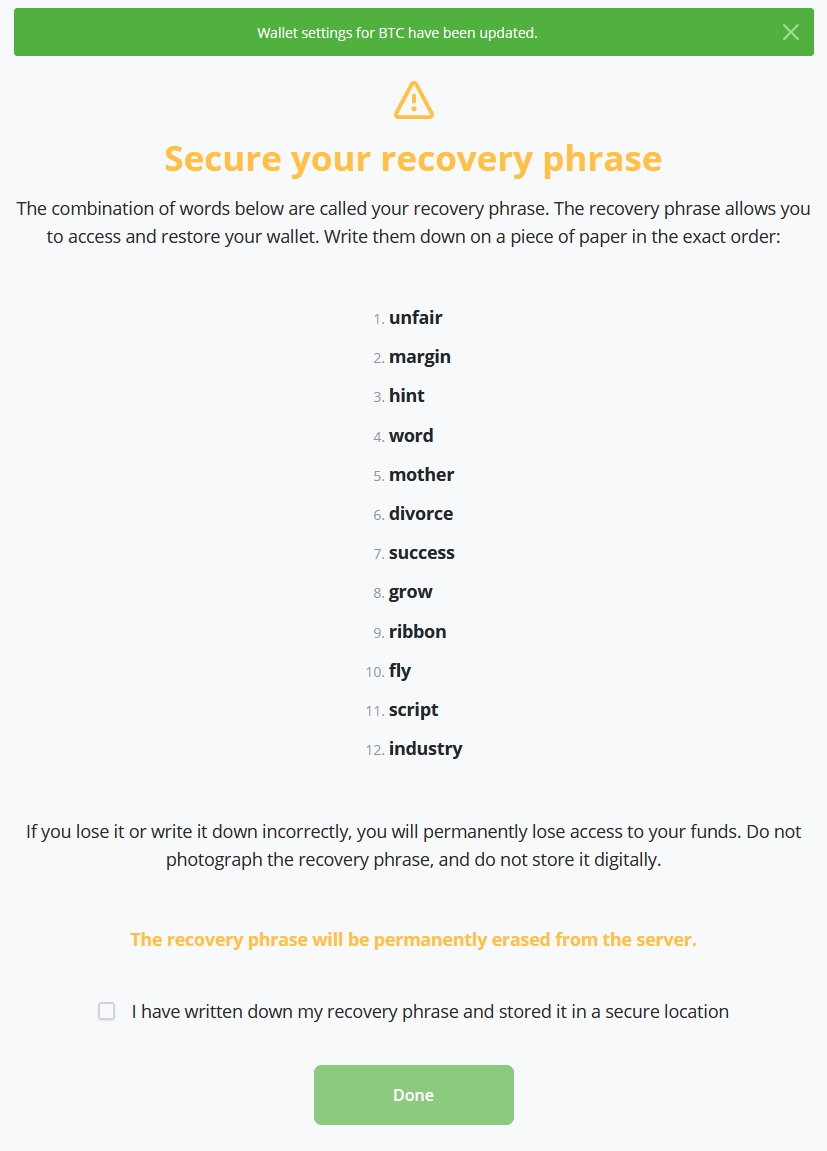 Wallet settings for BTC have been updated.
Secure your recovery phrase
The combination of words below are called your recovery phrase. The recovery phrase allows you
to access and restore your wallet. Write them down on a piece of paper in the exact order:
1. unfair
2. margin
3. hint
4. word
5. mother
6. divorce
7. success
8. grow
9. ribbon
10. fly
11. script
12. industry
If you lose it or write it down incorrectly, you will permanently lose access to your funds. Do not
photograph the recovery phrase, and do not store it digitally.
The recovery phrase will be permanently erased from the server.
I have written down my recovery phrase and stored it in a secure location
Done